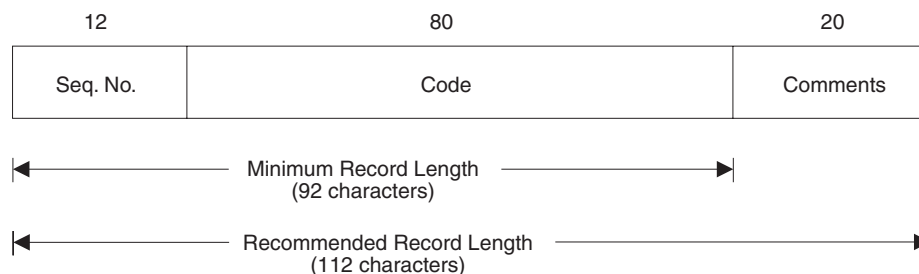 12 80 20
Seq. No. Code Comments
Minimum Record Length
(92 characters)
Recommended Record Length
(112 characters)